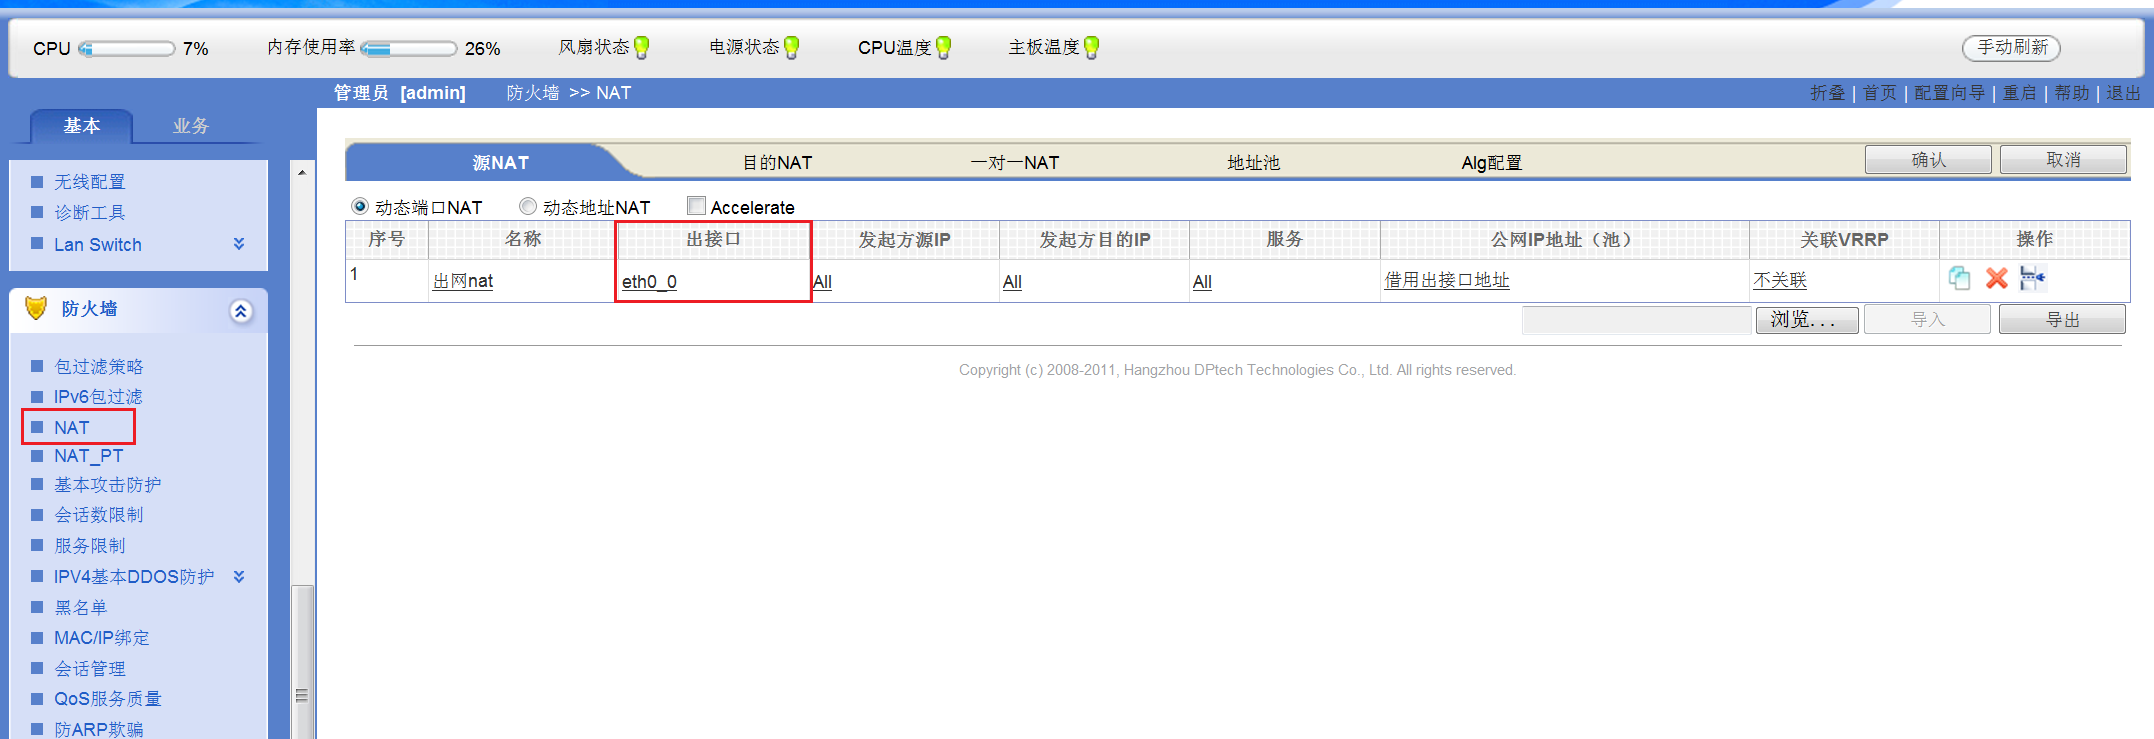 CPU 7% 内存使用率 26% 风扇状态 电源状态 CPU温度 主板温度 手动刷新
管理员 [admin] 防火墙 >> NAT 折叠 | 首页 | 配置向导 | 重启 | 帮助 | 退出
基本 业务
无线配置
诊断工具
Lan Switch
防火墙
包过滤策略
IPv6包过滤
NAT
NAT_PT
基本攻击防护
会话数限制
服务限制
IPV4基本DDOS防护
黑名单
MAC/IP绑定
会话管理
QoS服务质量
防ARP欺骗
源NAT 目的NAT 一对一NAT 地址池 Alg配置 确认 取消
动态端口NAT 动态地址NAT Accelerate
序号 名称 出接口 发起方源IP 发起方目的IP 服务 公网IP地址（池） 关联VRRP 操作
1 出网nat eth0_0 All All All 借用出接口地址 不关联
浏览... 导入 导出
Copyright (c) 2008-2011, Hangzhou DPtech Technologies Co., Ltd. All rights reserved.